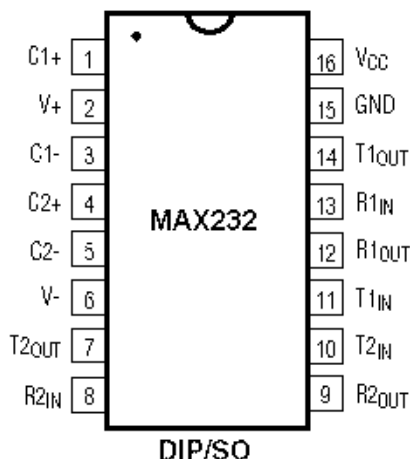 C1+ 1 16 VCC
V+ 2 15 GND
C1- 3 14 T1OUT
C2+ 4 13 R1IN
MAX232
C2- 5 12 R1OUT
V- 6 11 T1IN
T2OUT 7 10 T2IN
R2IN 8 9 R2OUT
DIP/SO